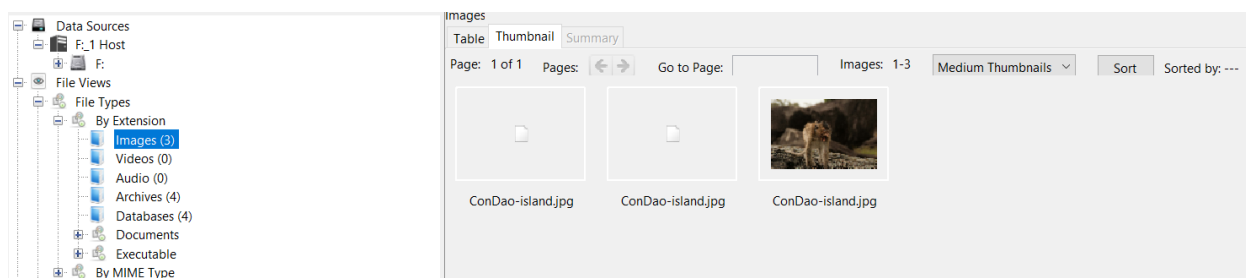 Data Sources
F:_1 Host
F:
File Views
File Types
By Extension
Images (3)
Videos (0)
Audio (0)
Archives (4)
Databases (4)
Documents
Executable
By MIME Type
Images
Table Thumbnail Summary
Page: 1 of 1 Pages: Go to Page: Images: 1-3 Medium Thumbnails Sort Sorted by: ---
ConDao-island.jpg ConDao-island.jpg ConDao-island.jpg